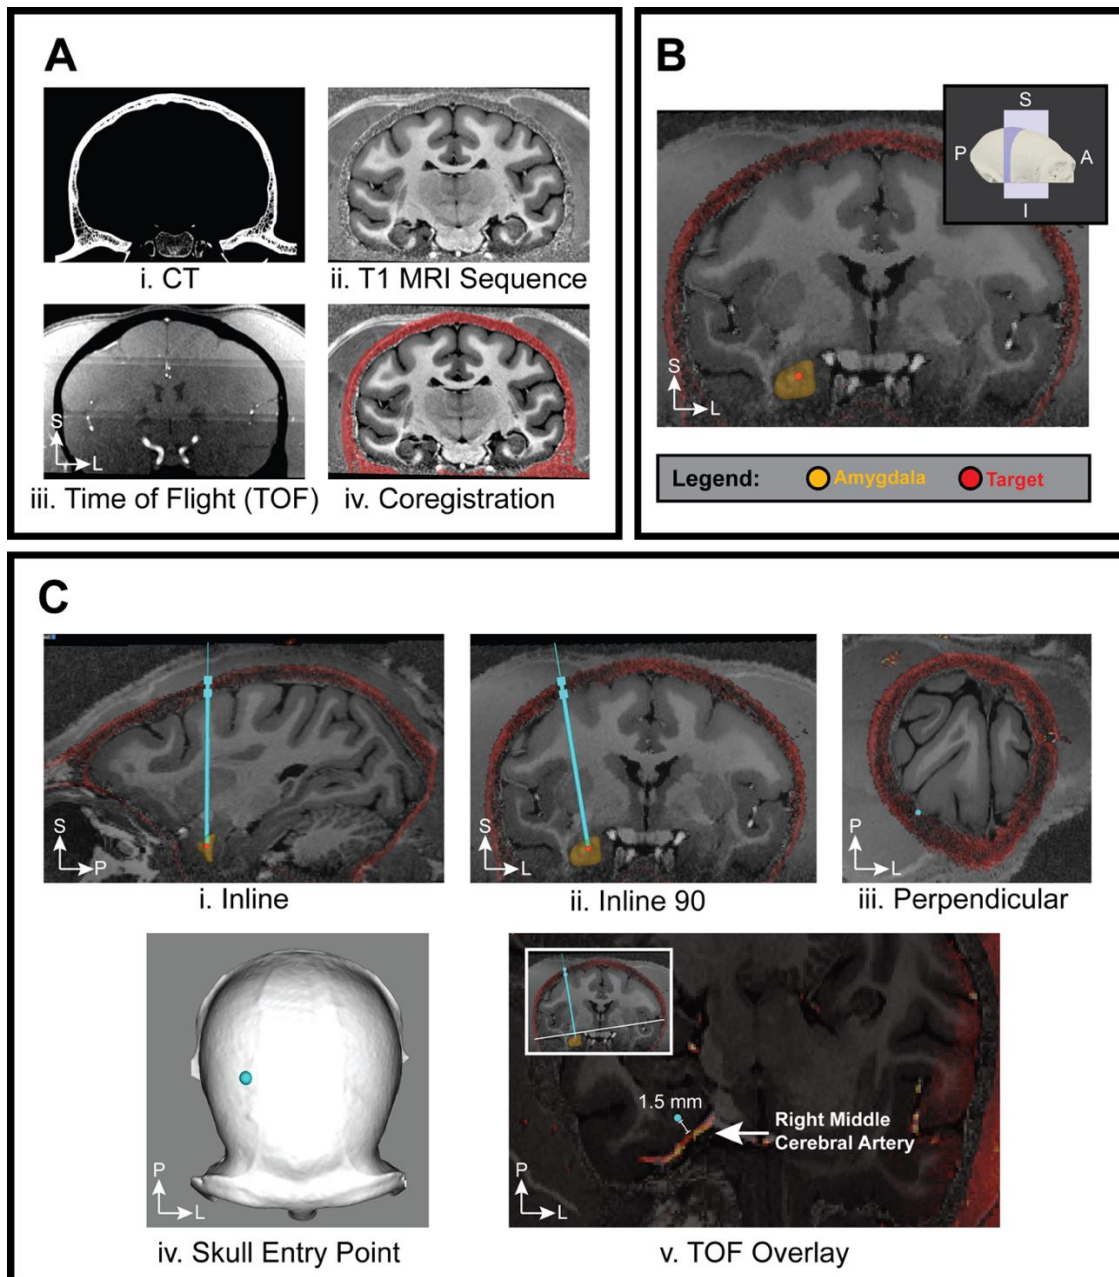 A
i. CT
ii. T1 MRI Sequence
S
L
iii. Time of Flight (TOF)
iv. Coregistration
B
S
P
A
I
S
L
Legend:
Amygdala
Target
C
S
P
i. Inline
S
L
ii. Inline 90
P
L
iii. Perpendicular
P
L
iv. Skull Entry Point
1.5 mm
Right Middle
Cerebral Artery
P
L
v. TOF Overlay